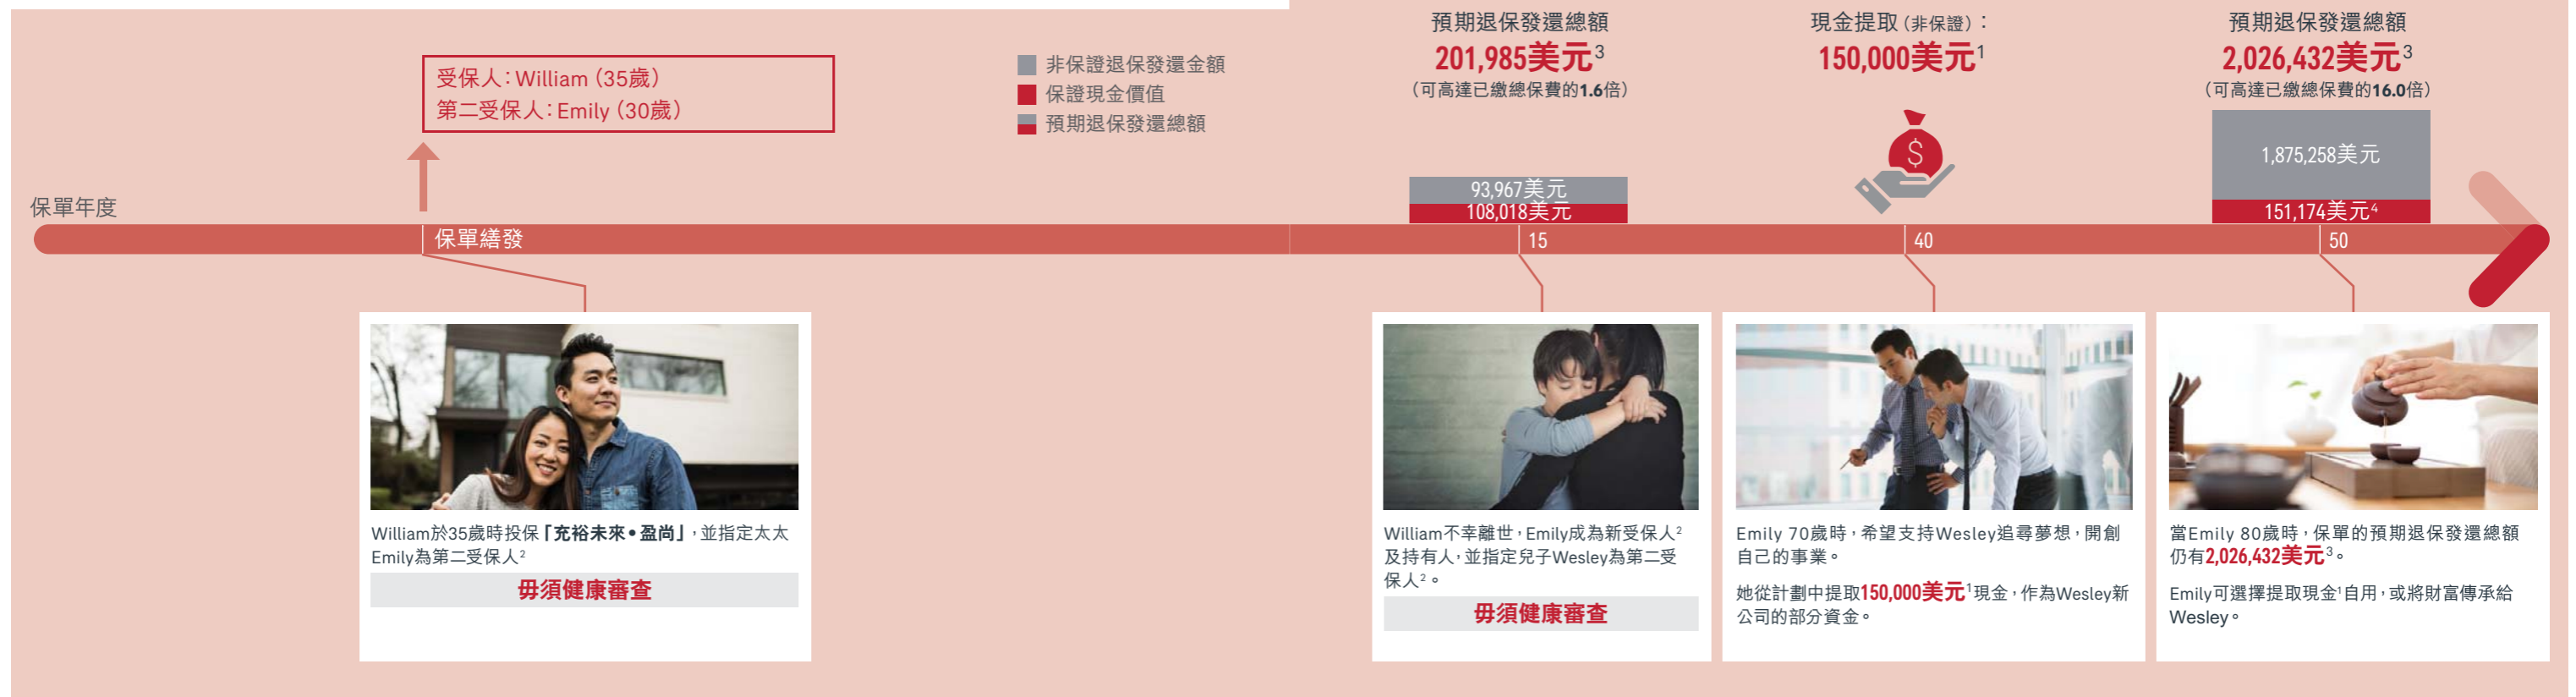 受保人：William（35歲）
第二受保人：Emily（30歲）
非保證退保發還金額
保證現金價值
預期退保發還總額
預期退保發還總額
201,985美元3
（可高達已繳總保費的1.6倍）
93,967美元
108,018美元
現金提取（非保證）：
150,000美元1
$
預期退保發還總額
2,026,432美元3
（可高達已繳總保費的16.0倍）
1,875,258美元
151,174美元4
保單年度
保單繕發
15
40
50
William於35歲時投保「充裕未來•盈尚」，並指定太太
Emily為第二受保人2
毋須健康審查
William不幸離世，Emily成為新受保人2
及持有人，並指定兒子Wesley為第二受
保人2。
毋須健康審查
Emily 70歲時，希望支持Wesley追尋夢想，開創
自己的事業。
她從計劃中提取150,000美元1現金，作為Wesley新
公司的部分資金。
當Emily 80歲時，保單的預期退保發還總額
仍有2,026,432美元3。
Emily可選擇提取現金1自用，或將財富傳承給
Wesley。